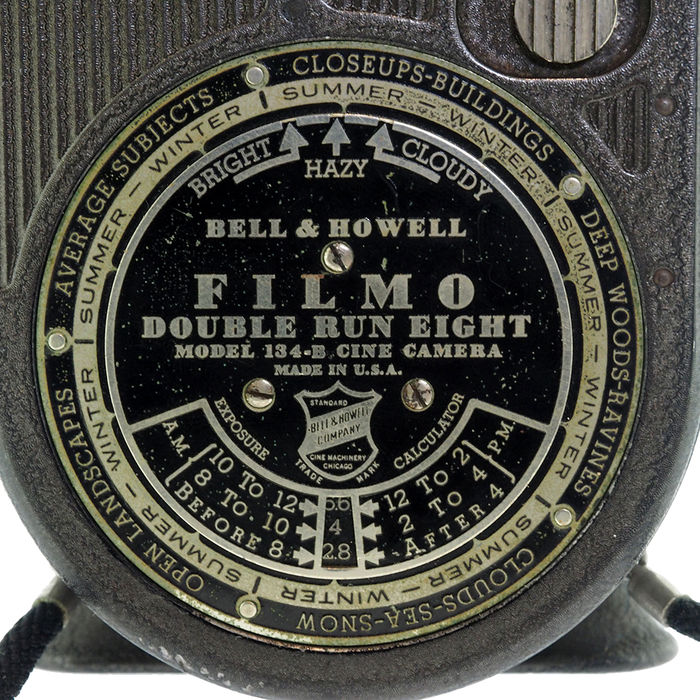 CLOSEUPS-BUILDINGS
DEEP WOODS-RAVINES
CLOUDS-SEA-SNOW
OPEN LANDSCAPES
AVERAGE SUBJECTS
SUMMER - WINTER
SUMMER - WINTER
SUMMER - WINTER
SUMMER - WINTER
SUMMER - WINTER
BRIGHT HAZY CLOUDY
BELL & HOWELL
FILMO
DOUBLE RUN EIGHT
MODEL 134-B CINE CAMERA
MADE IN U.S.A.
EXPOSURE CALCULATOR
STANDARD
BELL & HOWELL
COMPANY
CINE MACHINERY
CHICAGO
TRADE MARK
A.M. P.M.
10 TO 12 5.6 12 TO 2
8 TO 10 4 2 TO 4
BEFORE 8 2.8 AFTER 4